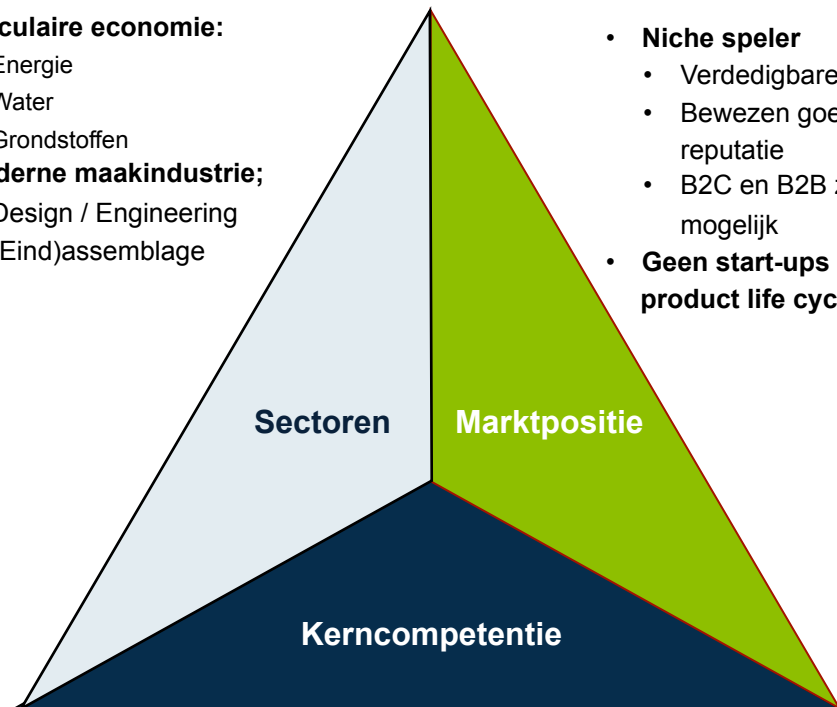 culaire economie:
Energie
Water
Grondstoffen
derne maakindustrie;
Design / Engineering
Eind)assemblage
• Niche speler
• Verdedigbare
• Bewezen goe
reputatie
• B2C en B2B
mogelijk
• Geen start-ups
product life cyc
Sectoren
Marktpositie
Kerncompetentie